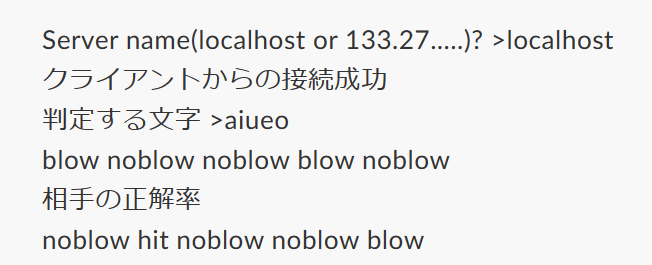 Server name(localhost or 133.27.....)? >localhost
クライアントからの接続成功
判定する文字 >aiueo
blow noblow noblow blow noblow
相手の正解率
noblow hit noblow noblow blow